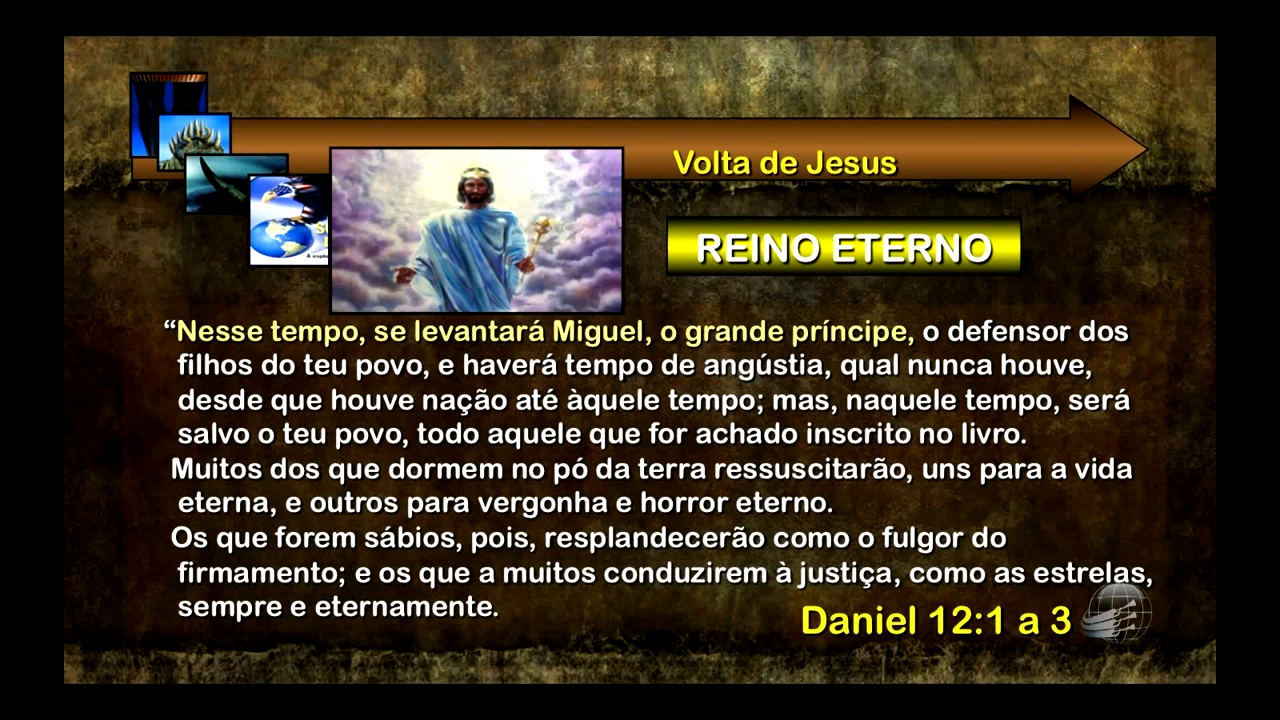 Volta de Jesus
REINO ETERNO
“Nesse tempo, se levantará Miguel, o grande príncipe, o defensor dos
filhos do teu povo, e haverá tempo de angústia, qual nunca houve,
desde que houve nação até àquele tempo; mas, naquele tempo, será
salvo o teu povo, todo aquele que for achado inscrito no livro.
Muitos dos que dormem no pó da terra ressuscitarão, uns para a vida
eterna, e outros para vergonha e horror eterno.
Os que forem sábios, pois, resplandecerão como o fulgor do
firmamento; e os que a muitos conduzirem à justiça, como as estrelas,
sempre e eternamente.
Daniel 12:1 a 3